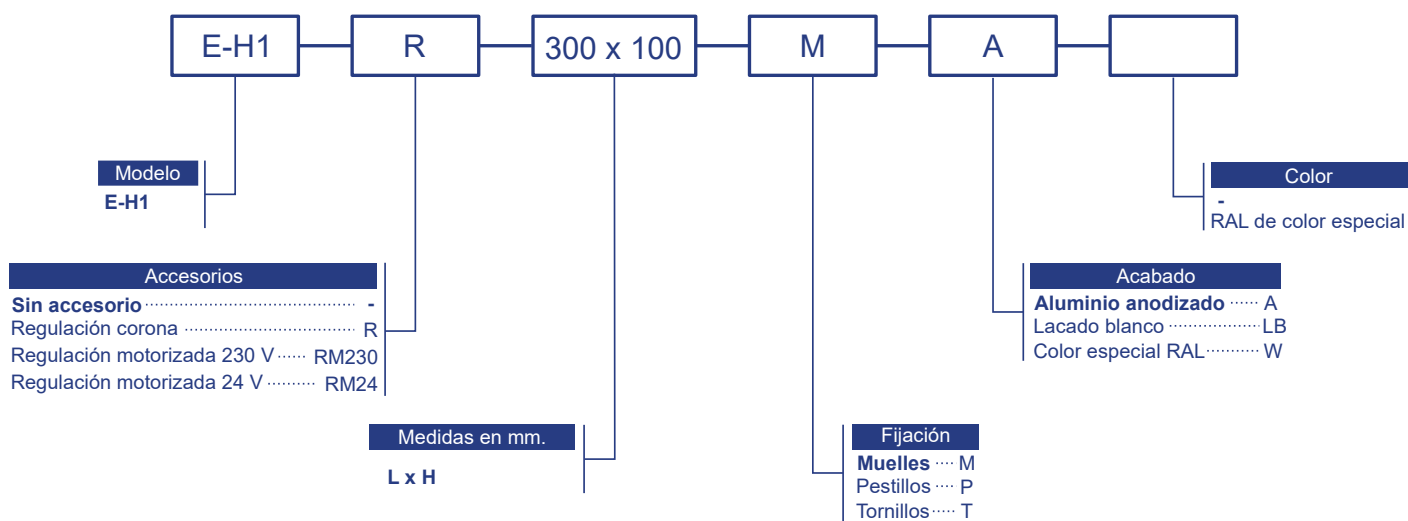 E-H1 R 300 x 100 M A
Modelo
E-H1
Color
-
RAL de color especial
Accesorios
Sin accesorio -
Regulación corona R
Regulación motorizada 230 V RM230
Regulación motorizada 24 V RM24
Acabado
Aluminio anodizado A
Lacado blanco LB
Color especial RAL W
Medidas en mm.
L x H
Fijación
Muelles M
Pestillos P
Tornillos T